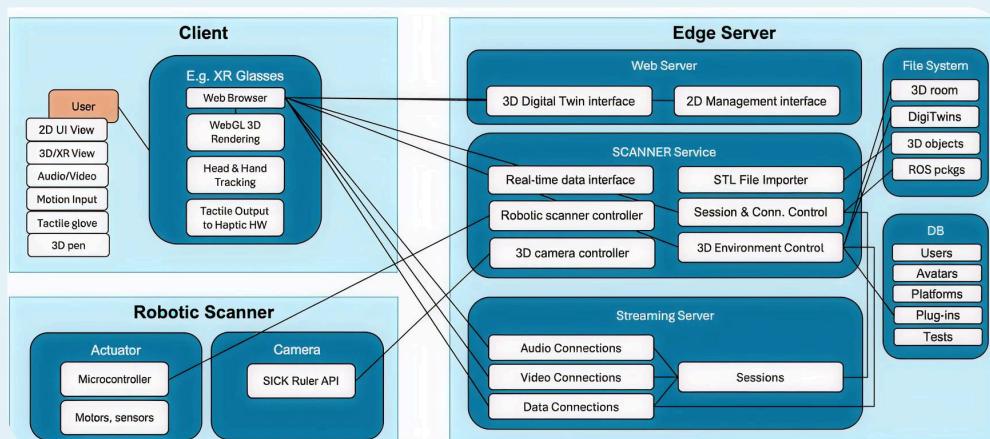 Client
E.g. XR Glasses
Web Browser
WebGL 3D
Rendering
Head & Hand
Tracking
Tactile Output
to Haptic HW
User
2D UI View
3D/XR View
Audio/Video
Motion Input
Tactile glove
3D pen
Robotic Scanner
Actuator
Microcontroller
Motors, sensors
Camera
SICK Ruler API
Edge Server
Web Server
3D Digital Twin interface
2D Management interface
SCANNER Service
Real-time data interface
Robotic scanner controller
3D camera controller
STL File Importer
Session & Conn. Control
3D Environment Control
Streaming Server
Audio Connections
Video Connections
Data Connections
Sessions
File System
3D room
DigiTwins
3D objects
ROS pckgs
DB
Users
Avatars
Platforms
Plug-ins
Tests